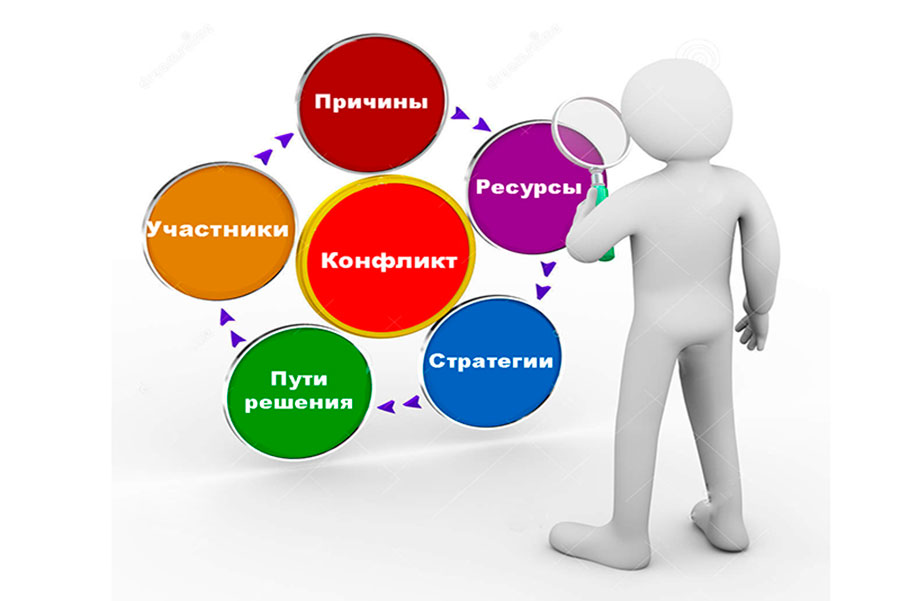 Причины
Ресурсы
Участники
Конфликт
Стратегии
Пути
решения